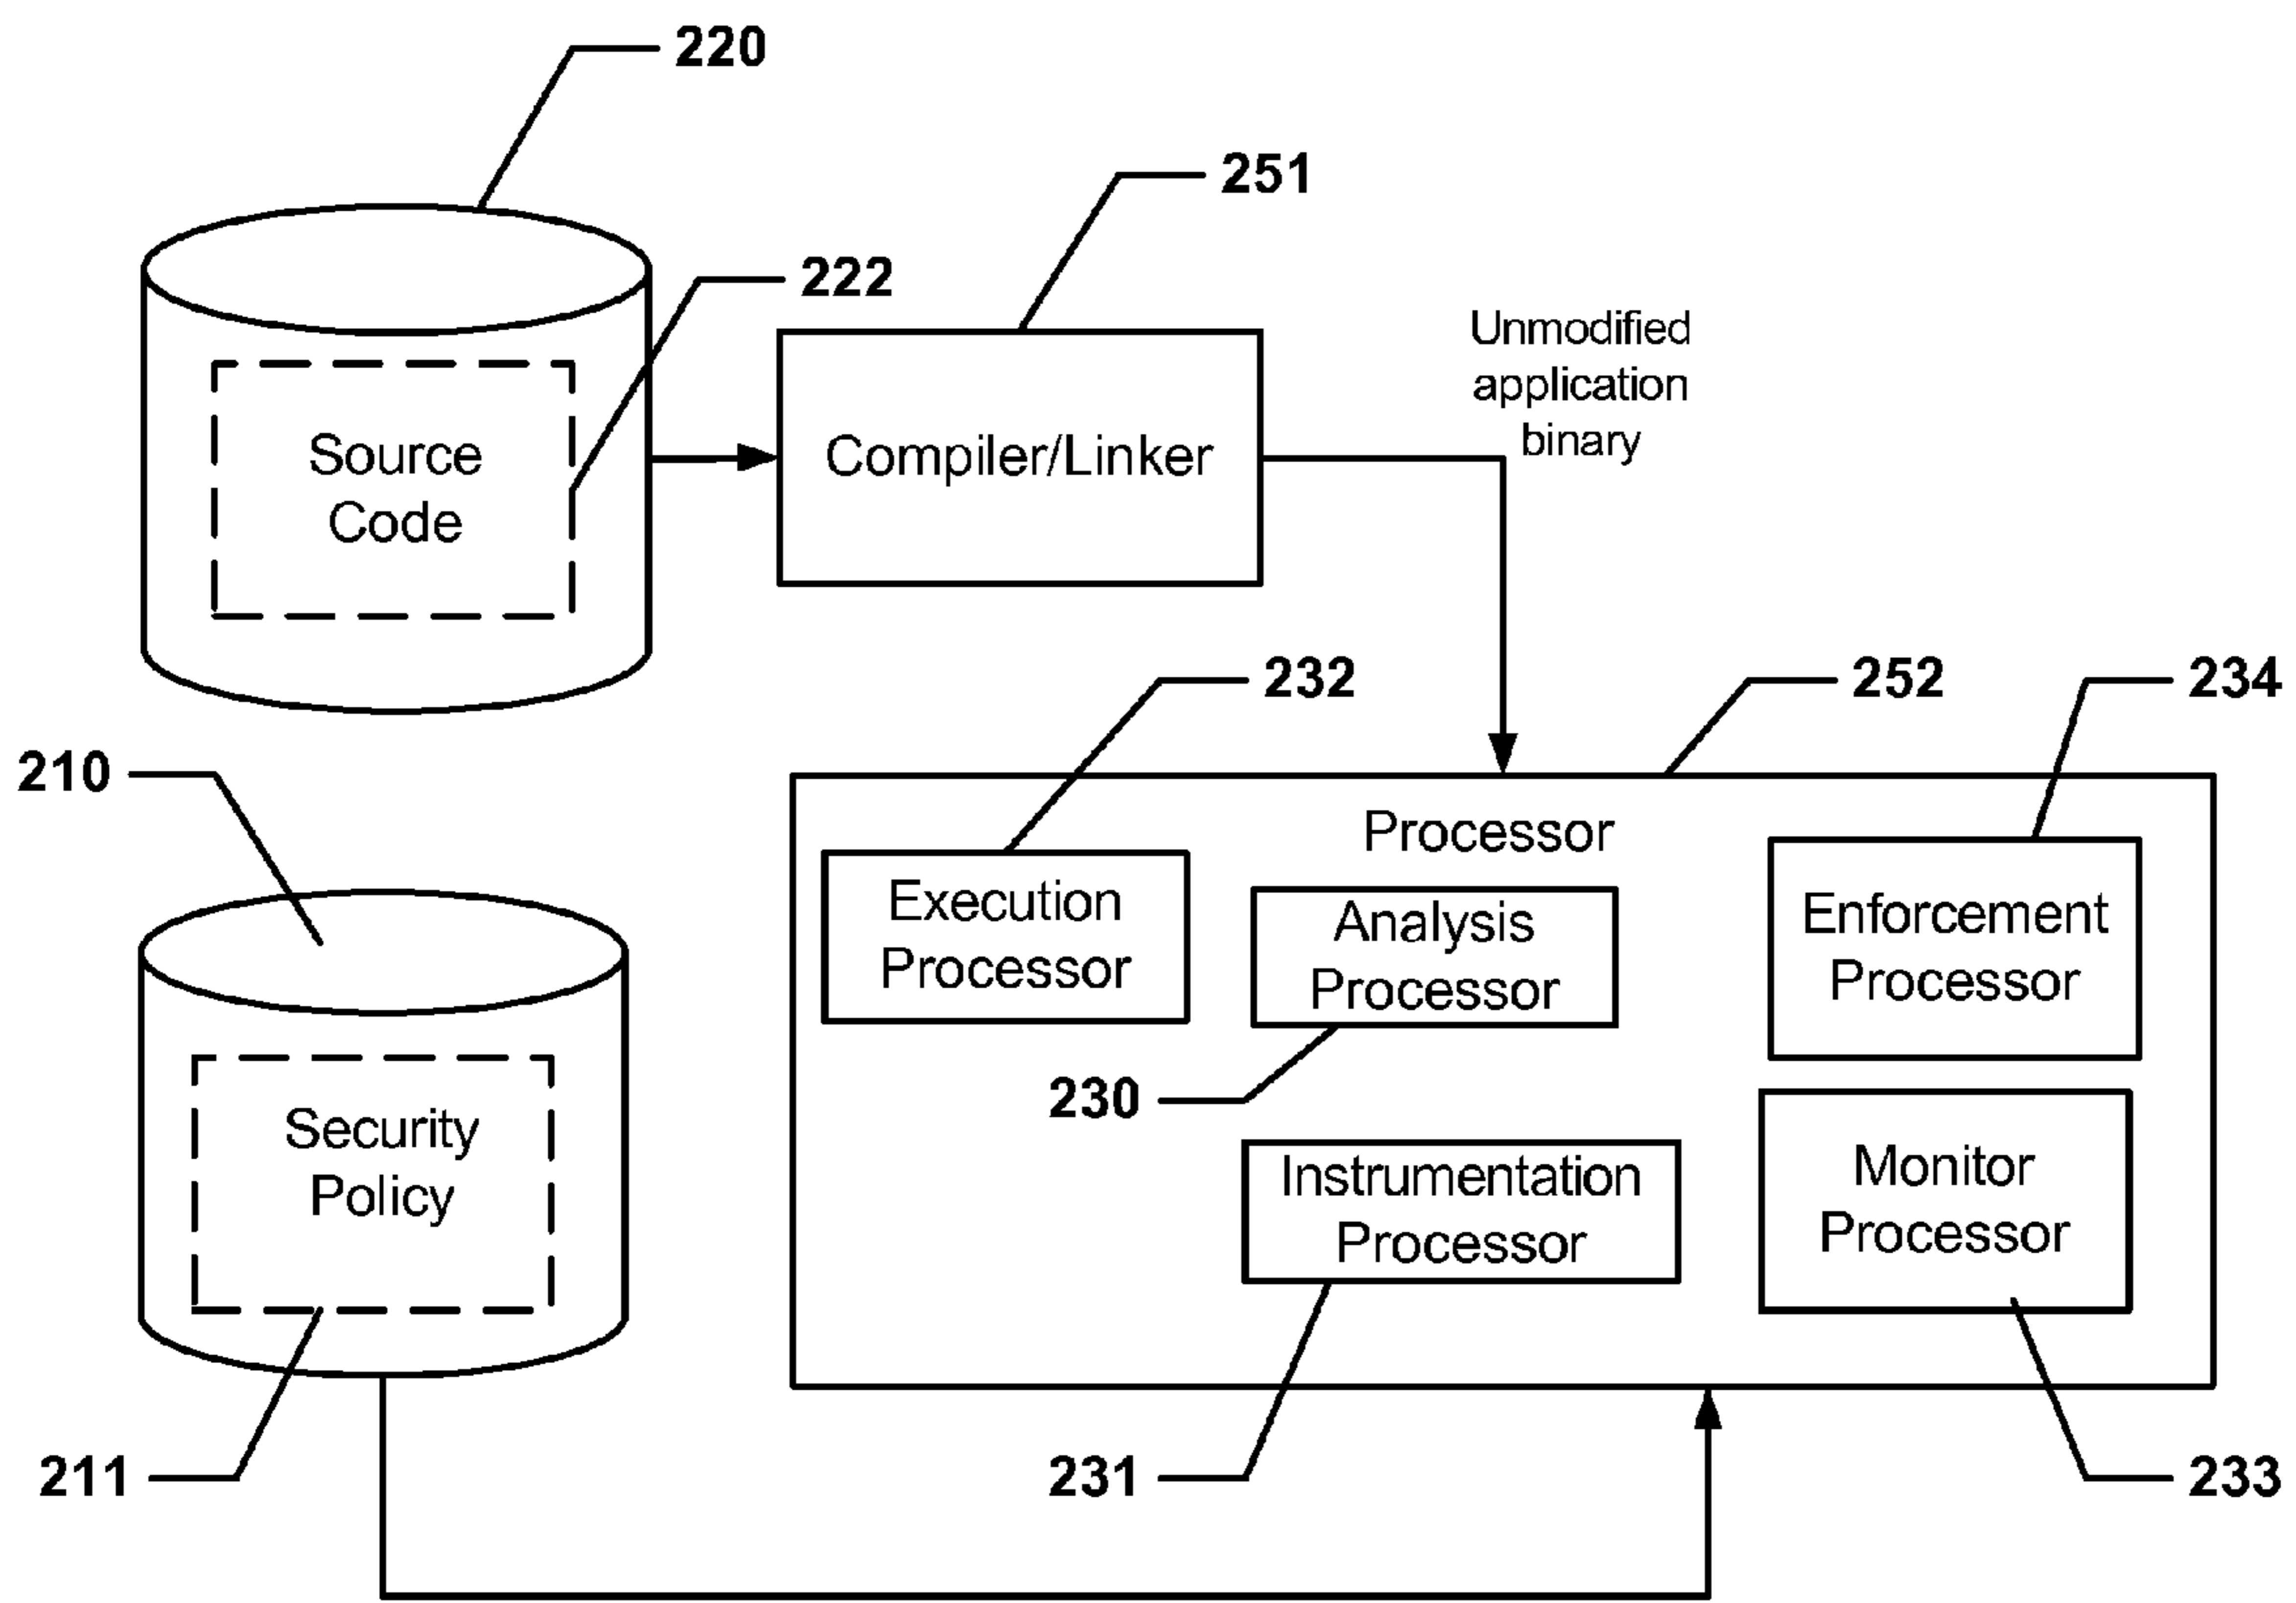 220
251
222
Unmodified
application
binary
Source
Code
Compiler/Linker
232
252
234
210
Processor
Execution
Processor
Analysis
Processor
Enforcement
Processor
230
Security
Policy
Instrumentation
Processor
Monitor
Processor
211
231
233